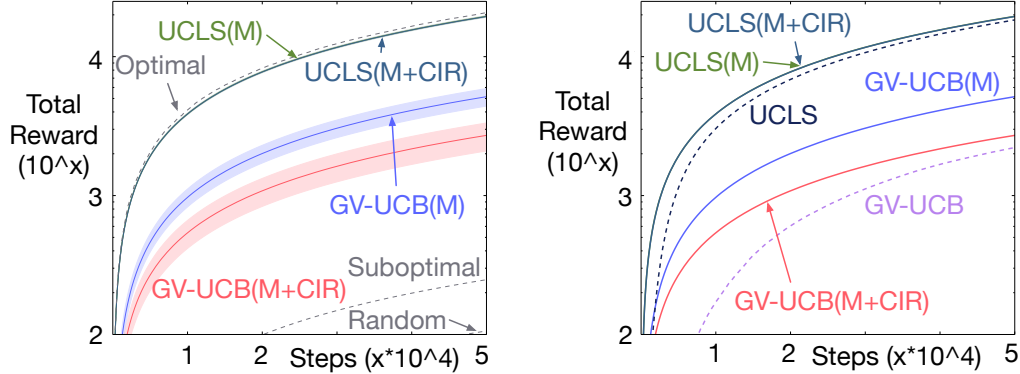 UCLS(M)
4
Optimal
UCLS(M+CIR)
Total
Reward
(10^x)
3
GV-UCB(M)
GV-UCB(M+CIR)
Suboptimal
Random
2
1
2
Steps (x*10^4)
5
UCLS(M+CIR)
4
UCLS(M)
GV-UCB(M)
Total
Reward
(10^x)
UCLS
3
GV-UCB
GV-UCB(M+CIR)
2
1
2
Steps (x*10^4)
5